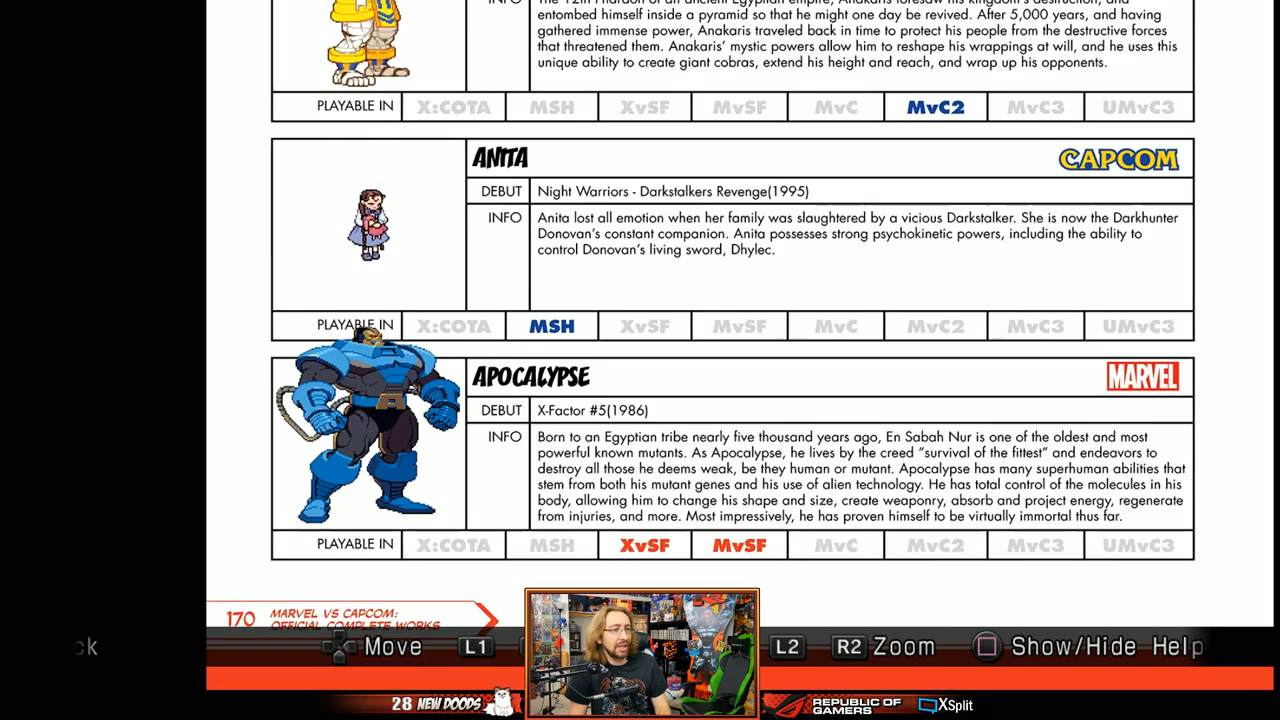 INFO
The 12th Pharaoh of an ancient Egyptian empire, Anakaris foresaw his kingdom's destruction, and
entombed himself inside a pyramid so that he might one day be revived. After 5,000 years, and having
gathered immense power, Anakaris traveled back in time to protect his people from the destructive forces
that threatened them. Anakaris' mystic powers allow him to reshape his wrappings at will, and he uses this
unique ability to create giant cobras, extend his height and reach, and wrap up his opponents.
PLAYABLE IN X:COTA MSH XvSF MvSF MvC MvC2 MvC3 UMvC3
ANITA CAPCOM
DEBUT Night Warriors - Darkstalkers Revenge(1995)
INFO Anita lost all emotion when her family was slaughtered by a vicious Darkstalker. She is now the Darkhunter
Donovan's constant companion. Anita possesses strong psychokinetic powers, including the ability to
control Donovan's living sword, Dhylec.
PLAYABLE IN X:COTA MSH XvSF MvSF MvC MvC2 MvC3 UMvC3
APOCALYPSE MARVEL
DEBUT X-Factor #5(1986)
INFO Born to an Egyptian tribe nearly five thousand years ago, En Sabah Nur is one of the oldest and most
powerful known mutants. As Apocalypse, he lives by the creed "survival of the fittest" and endeavors to
destroy all those he deems weak, be they human or mutant. Apocalypse has many superhuman abilities that
stem from both his mutant genes and his use of alien technology. He has total control of the molecules in his
body, allowing him to change his shape and size, create weaponry, absorb and project energy, regenerate
from injuries, and more. Most impressively, he has proven himself to be virtually immortal thus far.
PLAYABLE IN X:COTA MSH XvSF MvSF MvC MvC2 MvC3 UMvC3
170 MARVEL VS CAPCOM:
OFFICIAL COMPLETE WORKS
ck Move L1 L2 R2 Zoom Show/Hide Help
28 NEW DOODS REPUBLIC OF
GAMERS XSplit